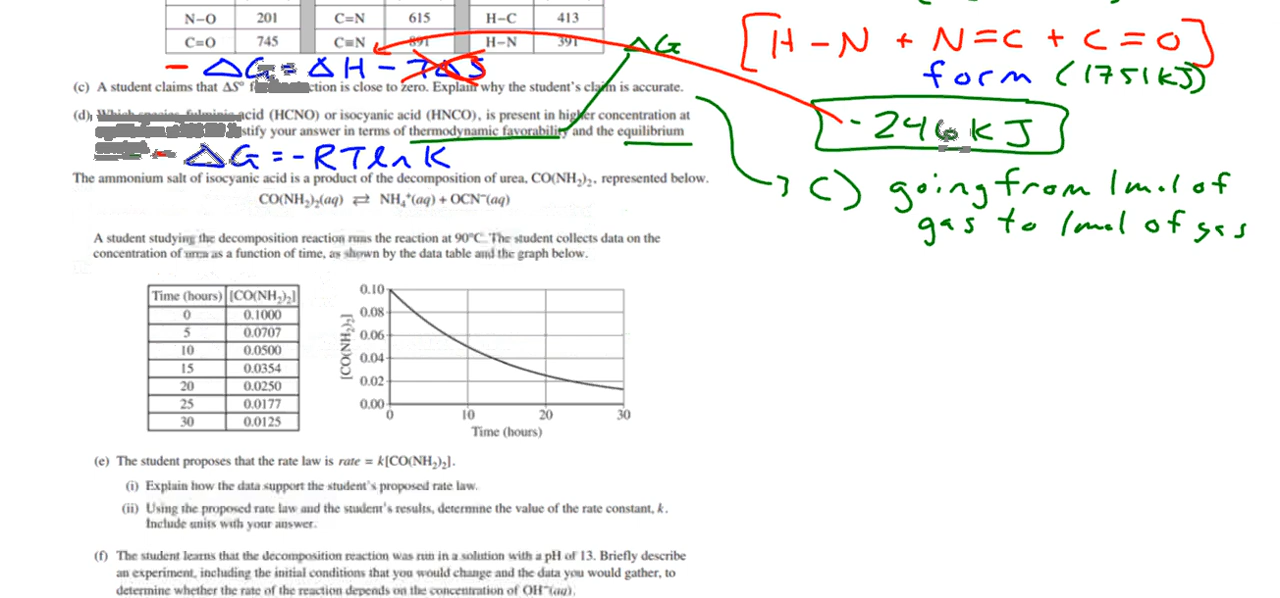 N–O 201 C=N 615 H–C 413
C=O 745 C≡N 891 H–N 391
ΔG
[H – N + N=C + C = O]
form (1751 kJ)
-246 kJ
- ΔG = ΔH - TΔS
(c) A student claims that ΔS° is close to zero. Explain why the student's claim is accurate.
(d) Which species, fulminic acid (HCNO) or isocyanic acid (HNCO), is present in higher concentration at
your answer in terms of thermodynamic favorability and the equilibrium
- ΔG = -RTlnK
c) going from 1 mol of
gas to 1 mol of gas
The ammonium salt of isocyanic acid is a product of the decomposition of urea, CO(NH₂)₂, represented below.
CO(NH₂)₂(aq) ⇄ NH₄⁺(aq) + OCN⁻(aq)
A student studying the decomposition reaction runs the reaction at 90°C. The student collects data on the
concentration of urea as a function of time, as shown by the data table and the graph below.
Time (hours) [CO(NH₂)₂]
0 0.1000
5 0.0707
10 0.0500
15 0.0354
20 0.0250
25 0.0177
30 0.0125
[CO(NH₂)₂]
0.10
0.08
0.06
0.04
0.02
0.00
0 10 20 30
Time (hours)
(e) The student proposes that the rate law is rate = k[CO(NH₂)₂].
(i) Explain how the data support the student's proposed rate law.
(ii) Using the proposed rate law and the student's results, determine the value of the rate constant, k.
Include units with your answer.
(f) The student learns that the decomposition reaction was run in a solution with a pH of 13. Briefly describe
an experiment, including the initial conditions that you would change and the data you would gather, to
determine whether the rate of the reaction depends on the concentration of OH⁻(aq).